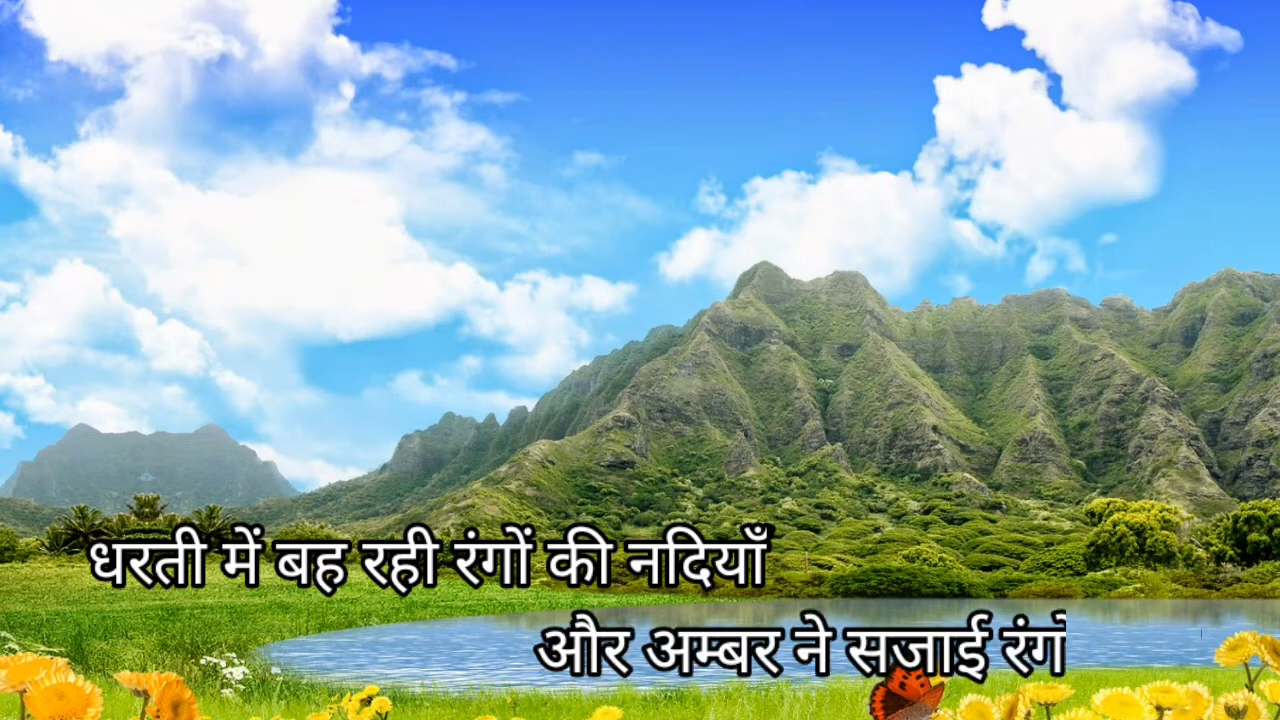 धरती में बह रही रंगों की नदियाँ
और अम्बर ने सजाई रंगो